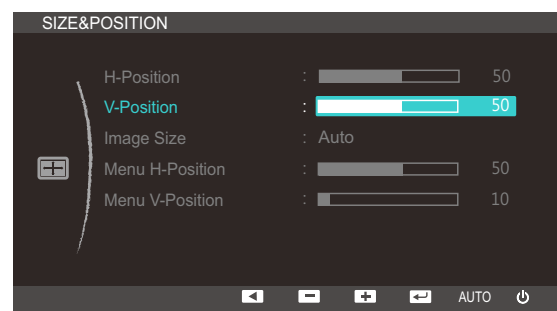 SIZE&POSITION
H-Position : 50
V-Position : 50
Image Size : Auto
Menu H-Position : 50
Menu V-Position : 10
AUTO